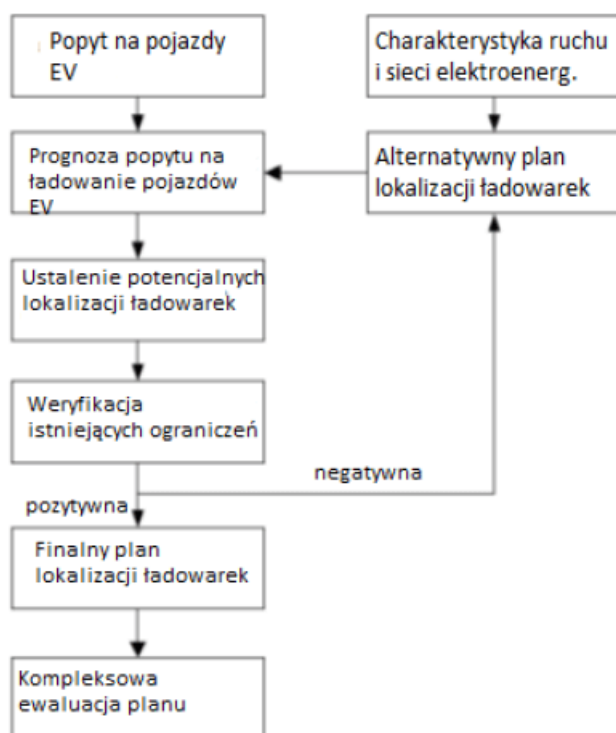 Popyt na pojazdy
EV
Charakterystyka ruchu
i sieci elektroenerg.
Prognoza popytu na
ładowanie pojazdów
EV
Alternatywny plan
lokalizacji ładowarek
Ustalenie potencjalnych
lokalizacji ładowarek
Weryfikacja
istniejących ograniczeń
negatywna
pozytywna
Finalny plan
lokalizacji ładowarek
Kompleksowa
ewaluacja planu